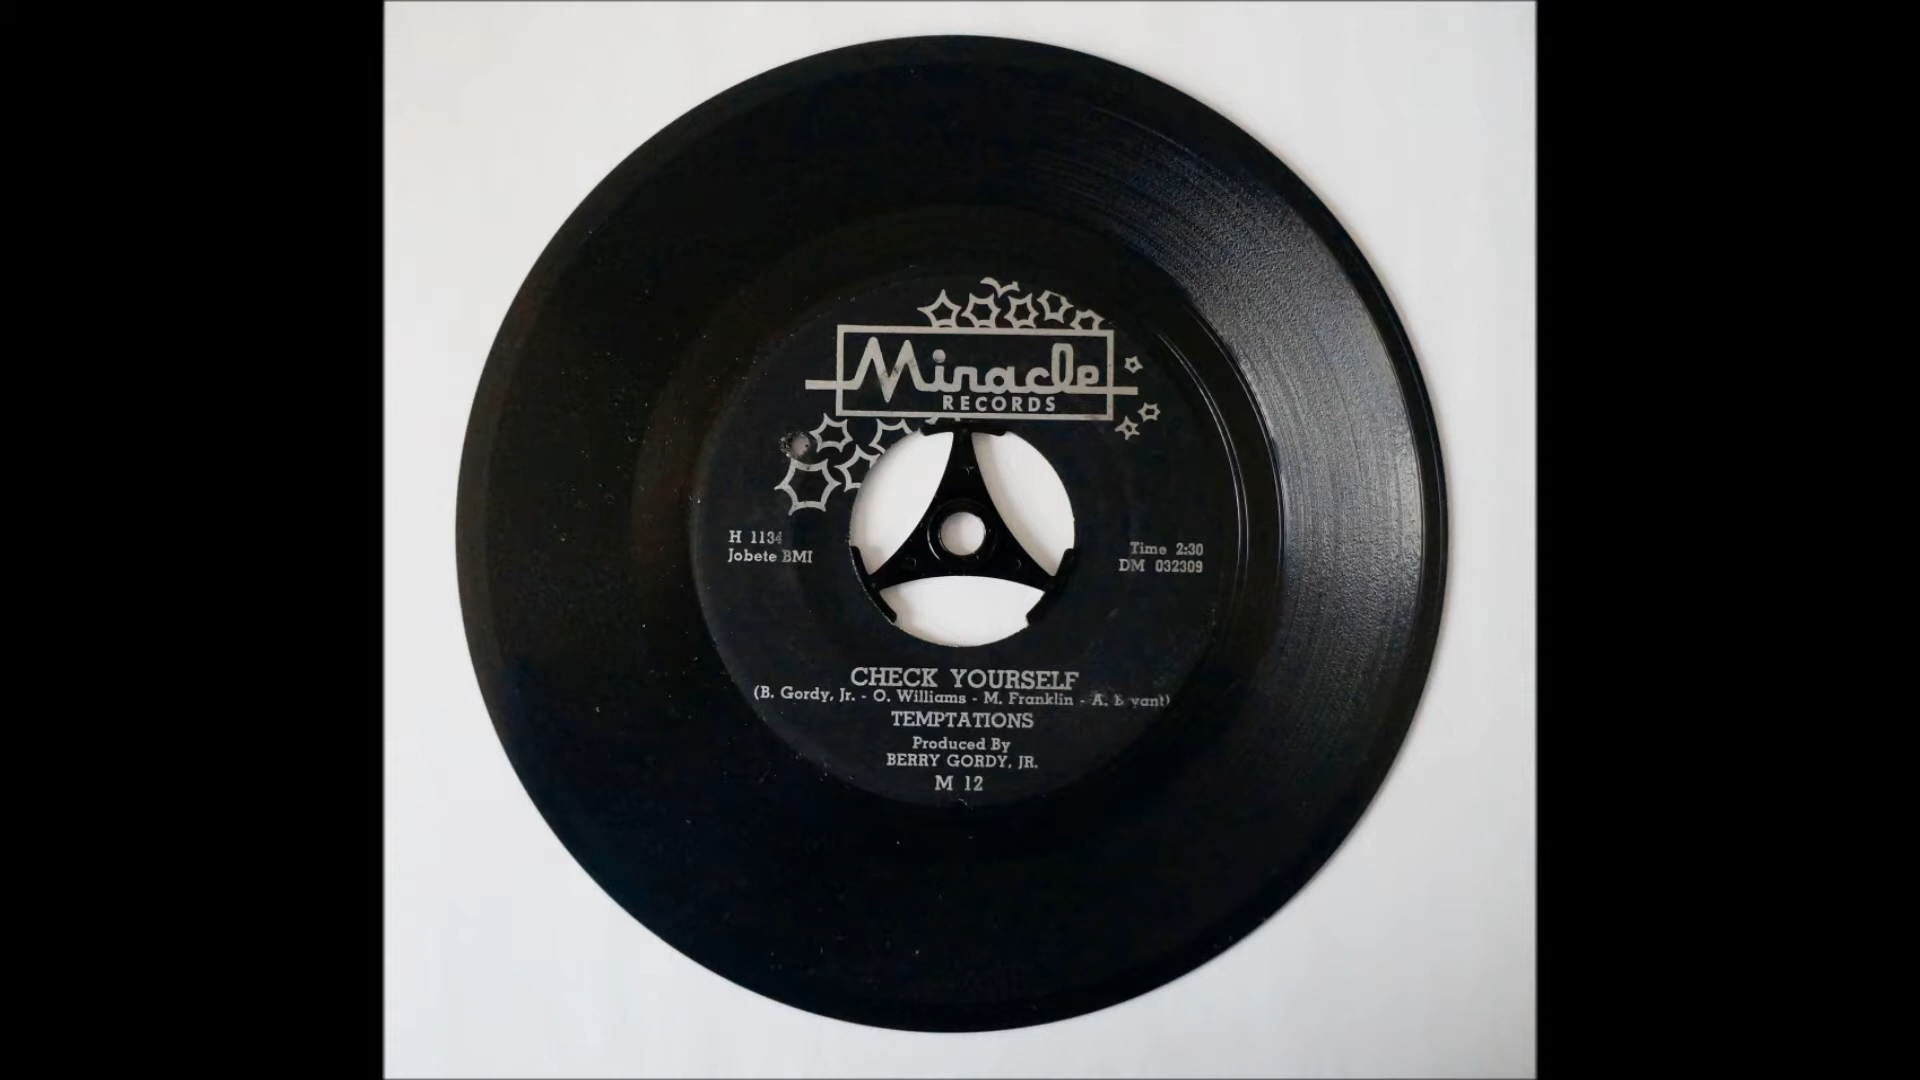 Miracle
RECORDS
H 1134
Jobete BMI
Time 2:30
DM 032309
CHECK YOURSELF
(B. Gordy, Jr. - O. Williams - M. Franklin - A. Bryant)
TEMPTATIONS
Produced By
BERRY GORDY, JR.
M 12